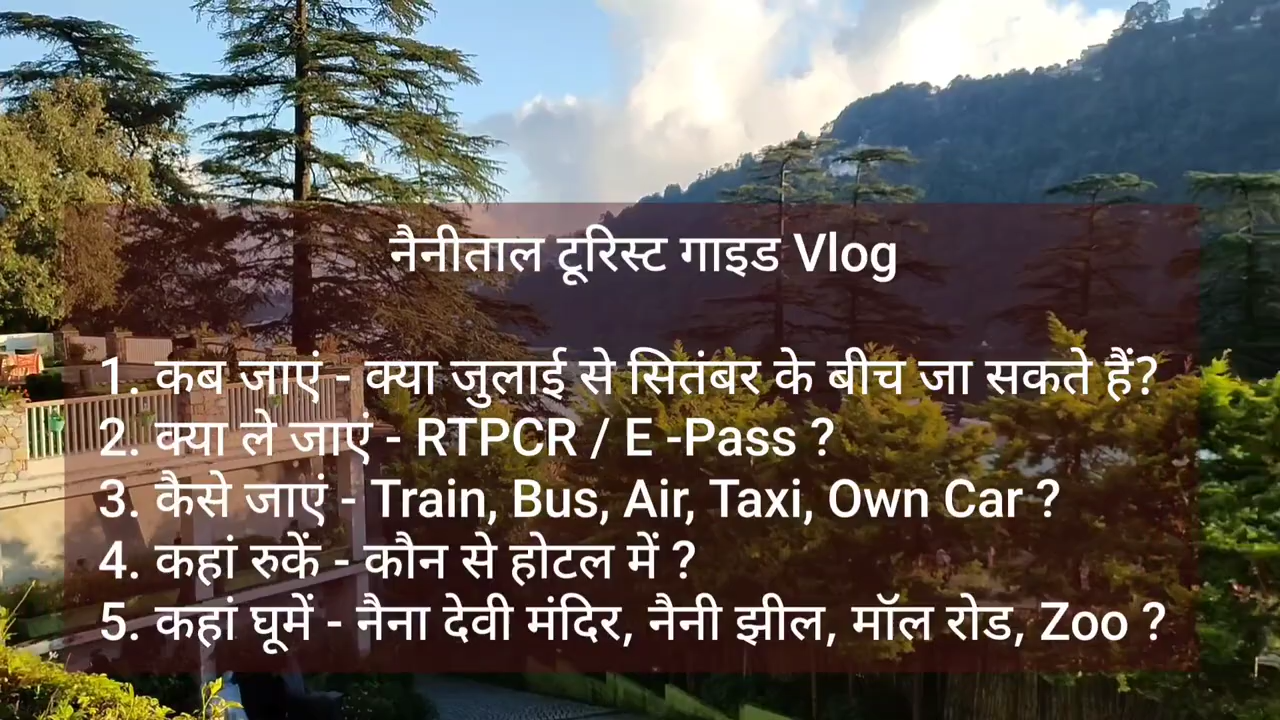 नैनीताल टूरिस्ट गाइड Vlog
1. कब जाएं - क्या जुलाई से सितंबर के बीच जा सकते हैं?
2. क्या ले जाएं - RTPCR / E -Pass ?
3. कैसे जाएं - Train, Bus, Air, Taxi, Own Car ?
4. कहां रुकें - कौन से होटल में ?
5. कहां घूमें - नैना देवी मंदिर, नैनी झील, मॉल रोड, Zoo ?